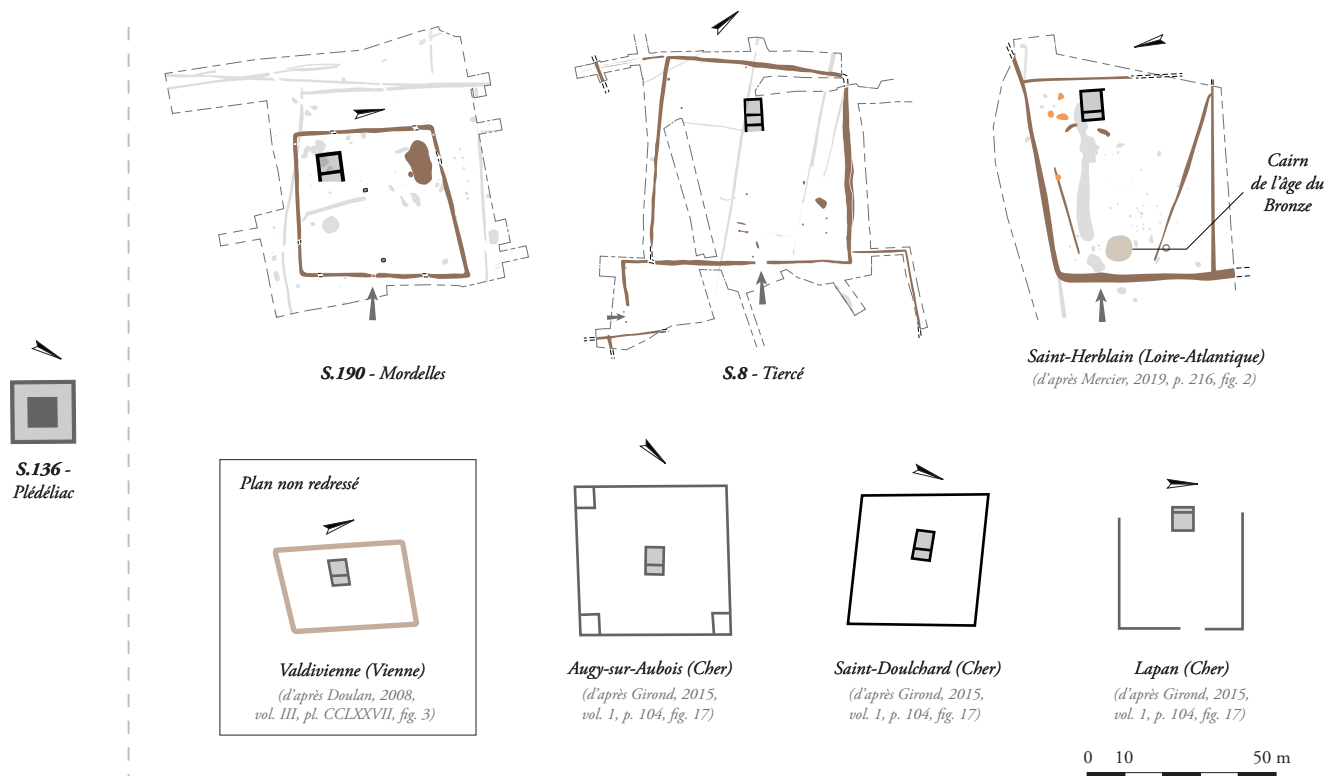 S.190 - Mordelles
S.8 - Tiercé
Cairn
de l'âge du
Bronze
Saint-Herblain (Loire-Atlantique)
(d'après Mercier, 2019, p. 216, fig. 2)
S.136 -
Plédéliac
Plan non redressé
Valdivienne (Vienne)
(d'après Doulan, 2008,
vol. III, pl. CCLXXVII, fig. 3)
Augy-sur-Aubois (Cher)
(d'après Girond, 2015,
vol. 1, p. 104, fig. 17)
Saint-Doulchard (Cher)
(d'après Girond, 2015,
vol. 1, p. 104, fig. 17)
Lapan (Cher)
(d'après Girond, 2015,
vol. 1, p. 104, fig. 17)
0 10 50 m